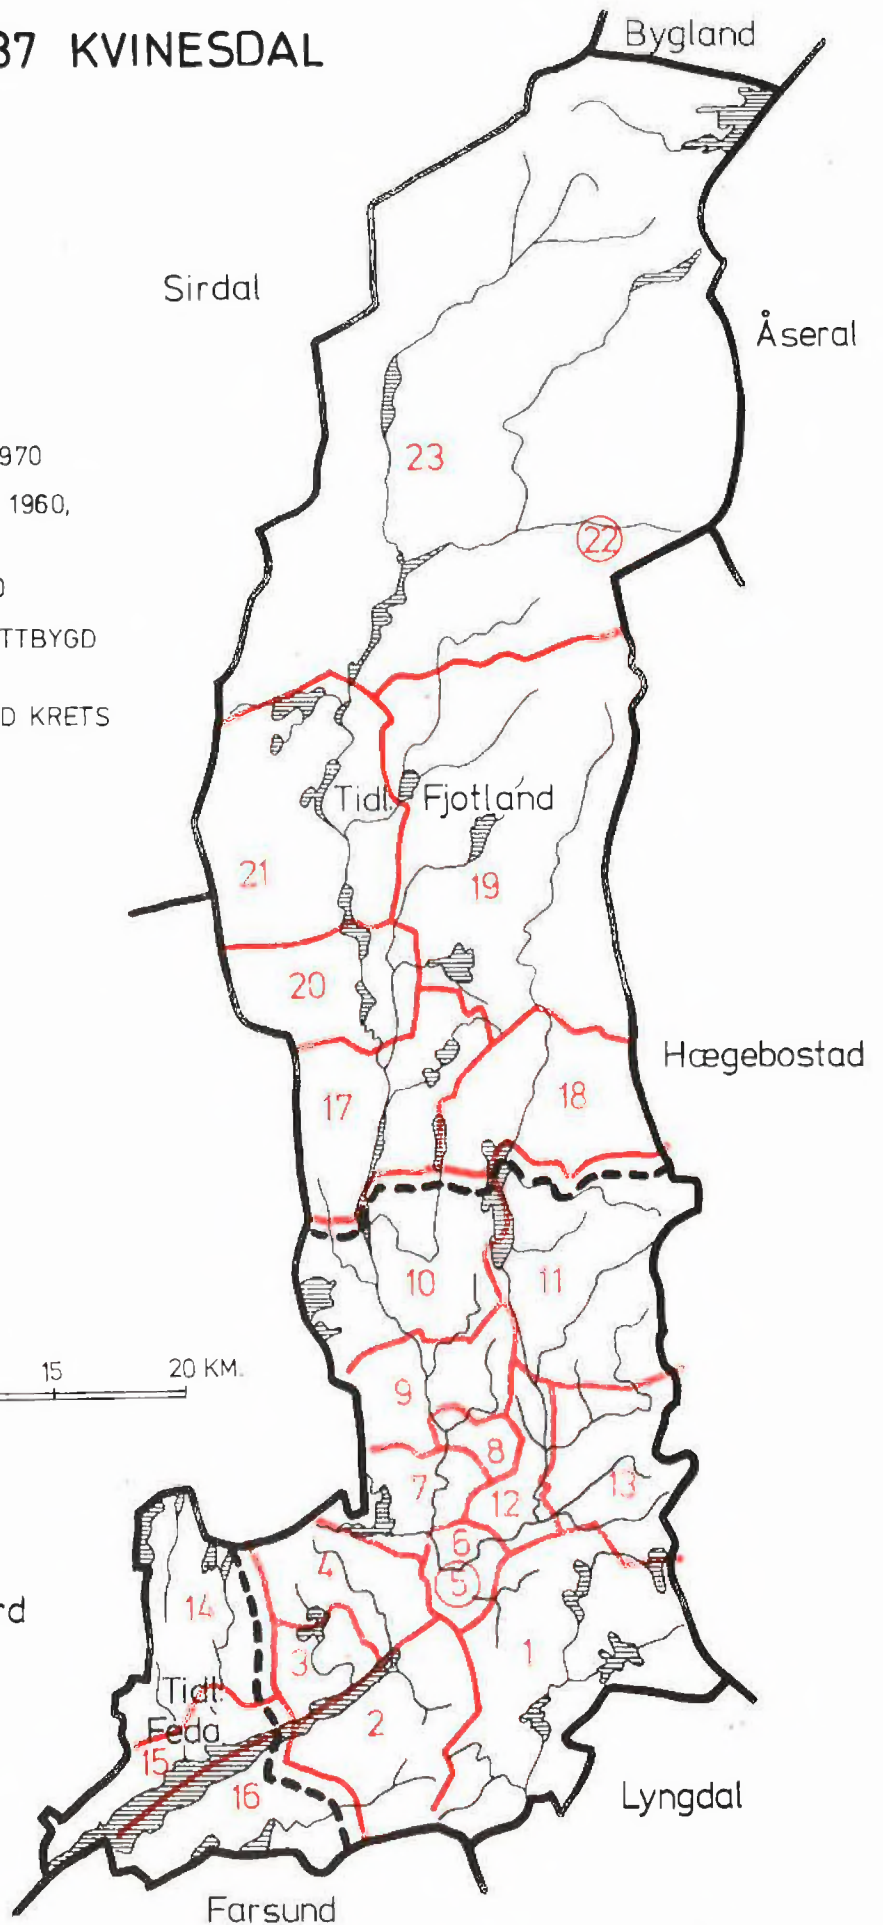 37 KVINESDAL
Bygland
Sirdal
Åseral
970
23
1960,
22
TTBYGD
D KRETS
Tidl. Fjotland
21
19
20
Hægebostad
18
17
10
11
15 20 KM.
9
8
7
13
12
6
4
5
rd
14
1
3
Tidl.
2
Feda
15
16
Lyngdal
Farsund